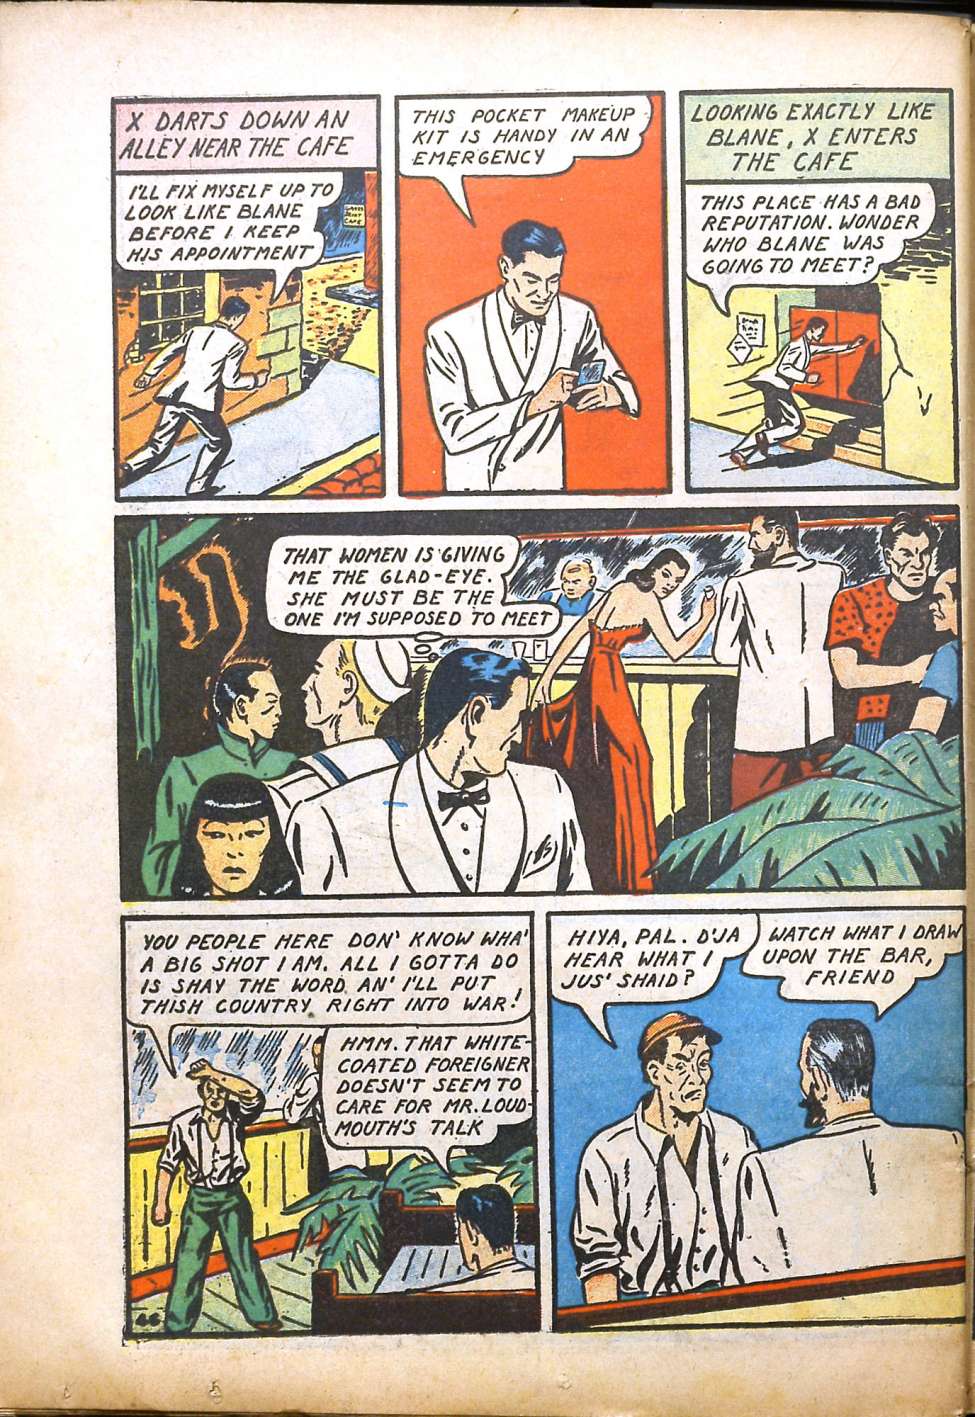 X DARTS DOWN AN
ALLEY NEAR THE CAFE
I'LL FIX MYSELF UP TO
LOOK LIKE BLANE
BEFORE I KEEP
HIS APPOINTMENT
THIS POCKET MAKEUP
KIT IS HANDY IN AN
EMERGENCY
LOOKING EXACTLY LIKE
BLANE, X ENTERS
THE CAFE
THIS PLACE HAS A BAD
REPUTATION. WONDER
WHO BLANE WAS
GOING TO MEET?
THAT WOMEN IS GIVING
ME THE GLAD-EYE.
SHE MUST BE THE
ONE I'M SUPPOSED TO MEET
YOU PEOPLE HERE DON' KNOW WHA'
A BIG SHOT I AM. ALL I GOTTA DO
IS SHAY THE WORD AN' I'LL PUT
THISH COUNTRY RIGHT INTO WAR!
HMM. THAT WHITE-
COATED FOREIGNER
DOESN'T SEEM TO
CARE FOR MR. LOUD-
MOUTH'S TALK
HIYA, PAL. D'JA
HEAR WHAT I
JUS' SHAID?
WATCH WHAT I DRAW
UPON THE BAR,
FRIEND